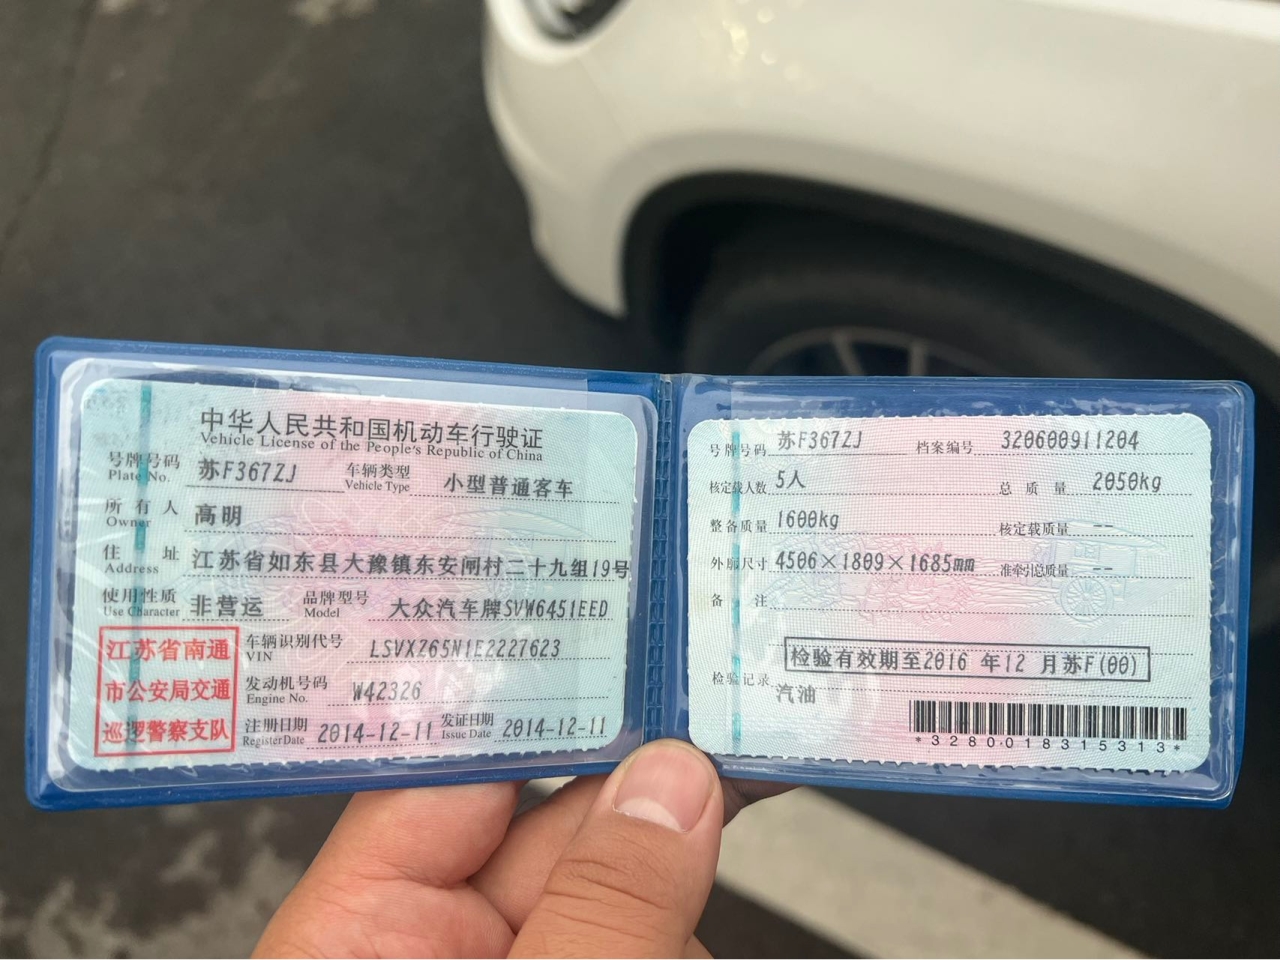 中华人民共和国机动车行驶证
Vehicle License of the People's Republic of China
号牌号码 苏F367ZJ 车辆类型 小型普通客车
Plate No. Vehicle Type
所有人 高明
Owner
住址 江苏省如东县大豫镇东安闸村二十九组19号
Address
使用性质 非营运 品牌型号 大众汽车牌SVW6451EED
Use Character Model
江苏省南通
市公安局交通
巡逻警察支队
车辆识别代号 LSVXZ65N1E2227623
VIN
发动机号码 W42326
Engine No.
注册日期 2014-12-11 发证日期 2014-12-11
Register Date Issue Date
号牌号码 苏F367ZJ 档案编号 320600911204
核定载人数 5人 总质量 2050kg
整备质量 1600kg 核定载质量 --
外廓尺寸 4506×1809×1685mm 准牵引总质量 --
备注
检验有效期至2016 年12 月苏F(00)
检验记录
汽油
*3280018315313*